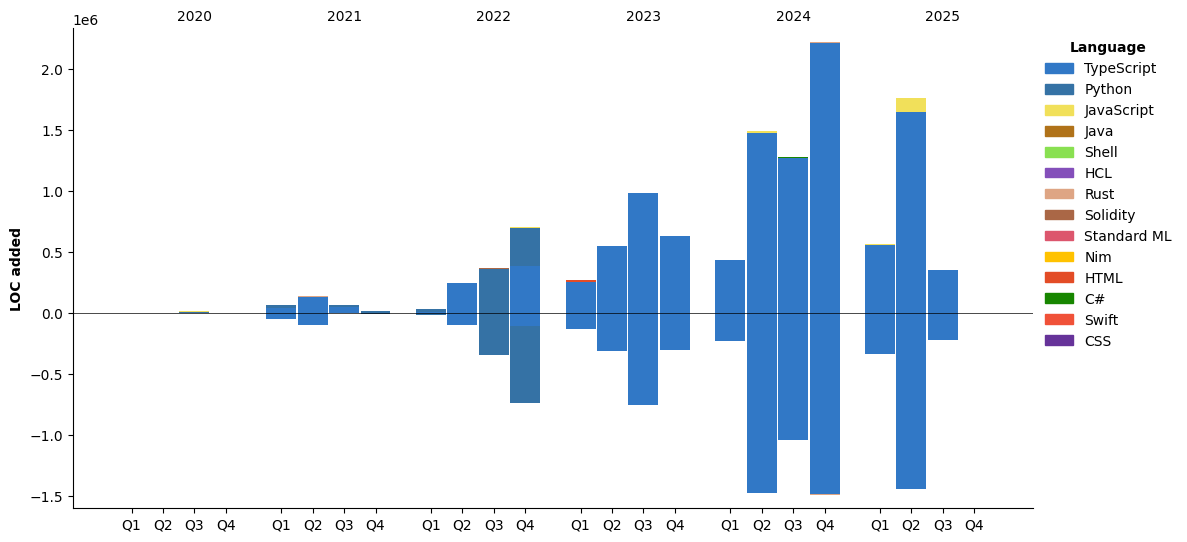 2020 2021 2022 2023 2024 2025
1e6
Language
TypeScript
Python
JavaScript
Java
Shell
HCL
Rust
Solidity
Standard ML
Nim
HTML
C#
Swift
CSS
LOC added
2.0
1.5
1.0
0.5
0.0
−0.5
−1.0
−1.5
Q1 Q2 Q3 Q4 Q1 Q2 Q3 Q4 Q1 Q2 Q3 Q4 Q1 Q2 Q3 Q4 Q1 Q2 Q3 Q4 Q1 Q2 Q3 Q4